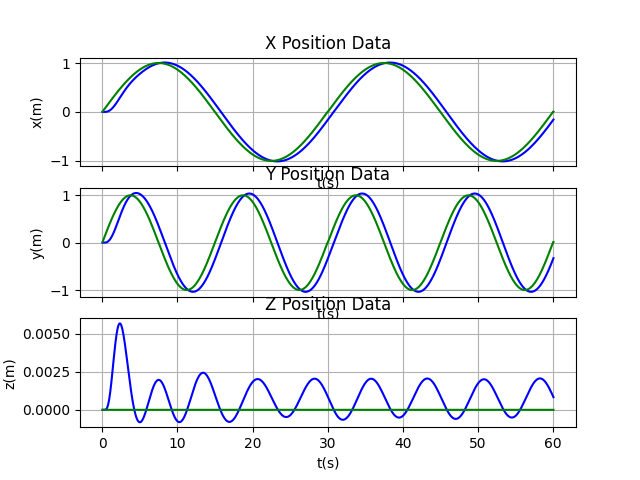 X Position Data
1
0
−1
x(m)
t(s)
Y Position Data
1
0
−1
y(m)
t(s)
Z Position Data
0.0050
0.0025
0.0000
z(m)
0 10 20 30 40 50 60
t(s)